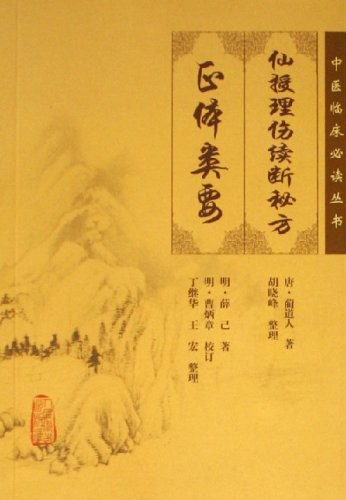 中医临床必读丛书
仙授理伤续断秘方
正体类要
唐·蔺道人 著
胡晓峰 整理
明·薛 己 著
明·曹炳章 校订
丁继华 王 宏 整理